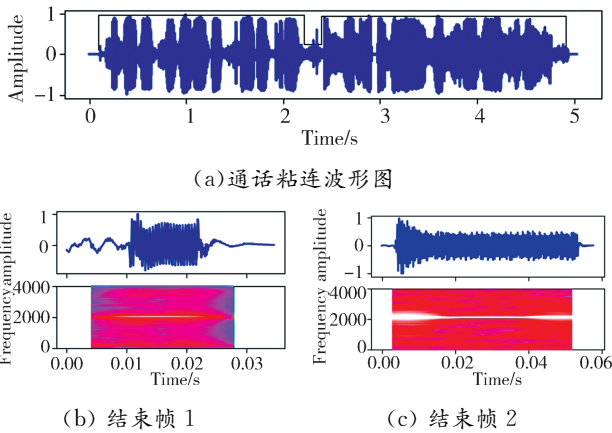 Amplitude
1
0
−1
0 1 2 3 4 5
Time/s
(a)通话粘连波形图
Frequency amplitude
1
0
4000
2000
0
0.00 0.01 0.02 0.03
Time/s
(b) 结束帧 1
Frequency amplitude
1
0
−1
4000
2000
0
0.00 0.02 0.04 0.06
Time/s
(c) 结束帧 2